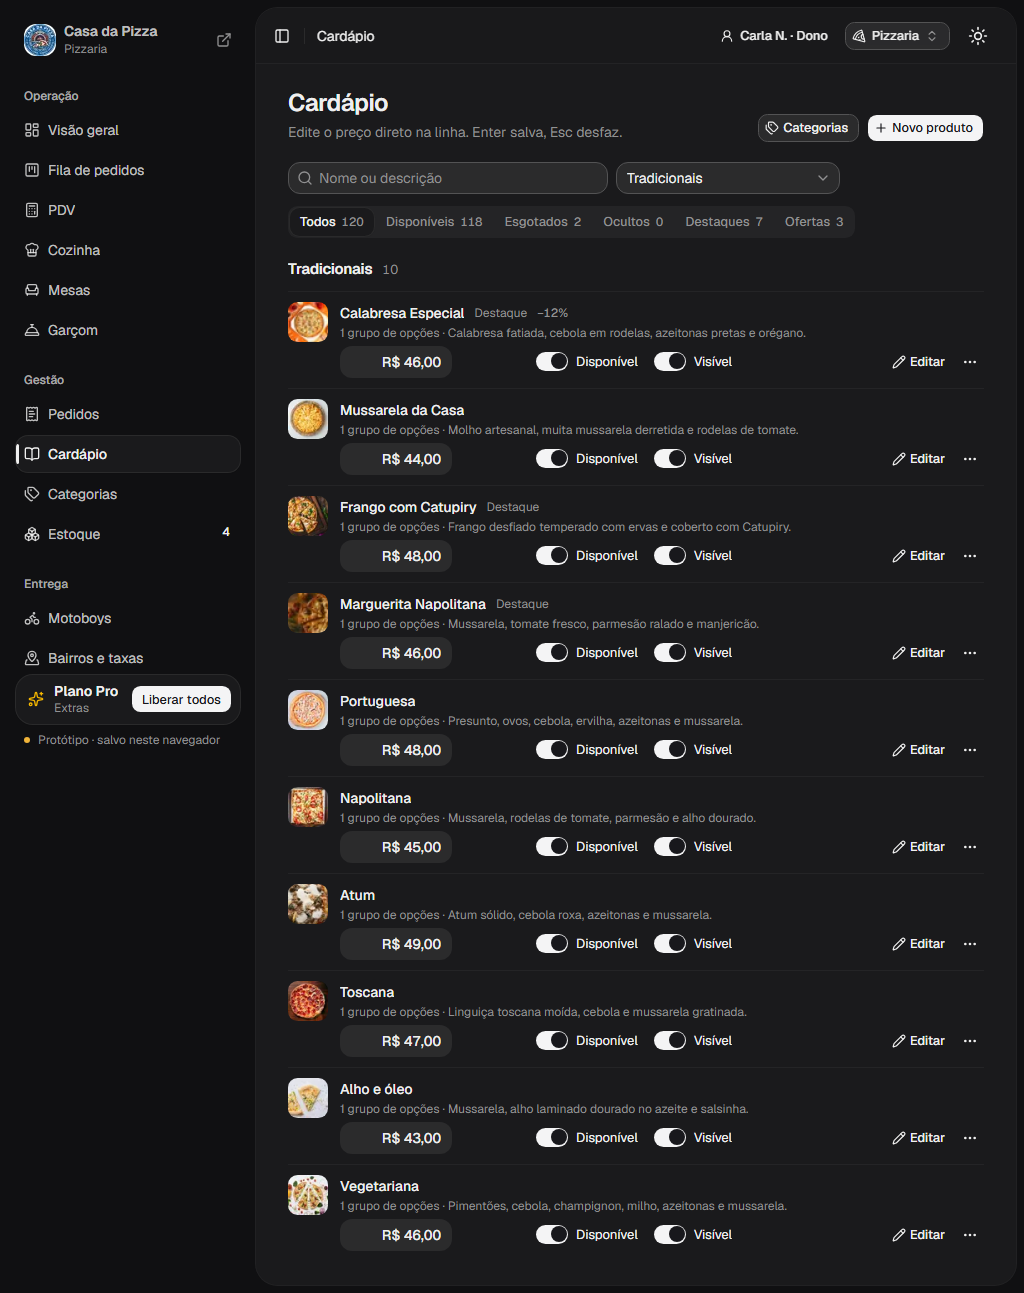 Casa da Pizza
Pizzaria
Operação
Visão geral
Fila de pedidos
PDV
Cozinha
Mesas
Garçom
Gestão
Pedidos
Cardápio
Categorias
Estoque 4
Entrega
Motoboys
Bairros e taxas
Plano Pro
Extras
Liberar todos
Protótipo · salvo neste navegador
Cardápio
Carla N. · Dono
Pizzaria
Cardápio
Edite o preço direto na linha. Enter salva, Esc desfaz.
Categorias
Novo produto
Nome ou descrição
Tradicionais
Todos 120 Disponíveis 118 Esgotados 2 Ocultos 0 Destaques 7 Ofertas 3
Tradicionais 10
Calabresa Especial Destaque −12%
1 grupo de opções · Calabresa fatiada, cebola em rodelas, azeitonas pretas e orégano.
R$ 46,00 Disponível Visível Editar
Mussarela da Casa
1 grupo de opções · Molho artesanal, muita mussarela derretida e rodelas de tomate.
R$ 44,00 Disponível Visível Editar
Frango com Catupiry Destaque
1 grupo de opções · Frango desfiado temperado com ervas e coberto com Catupiry.
R$ 48,00 Disponível Visível Editar
Marguerita Napolitana Destaque
1 grupo de opções · Mussarela, tomate fresco, parmesão ralado e manjericão.
R$ 46,00 Disponível Visível Editar
Portuguesa
1 grupo de opções · Presunto, ovos, cebola, ervilha, azeitonas e mussarela.
R$ 48,00 Disponível Visível Editar
Napolitana
1 grupo de opções · Mussarela, rodelas de tomate, parmesão e alho dourado.
R$ 45,00 Disponível Visível Editar
Atum
1 grupo de opções · Atum sólido, cebola roxa, azeitonas e mussarela.
R$ 49,00 Disponível Visível Editar
Toscana
1 grupo de opções · Linguiça toscana moída, cebola e mussarela gratinada.
R$ 47,00 Disponível Visível Editar
Alho e óleo
1 grupo de opções · Mussarela, alho laminado dourado no azeite e salsinha.
R$ 43,00 Disponível Visível Editar
Vegetariana
1 grupo de opções · Pimentões, cebola, champignon, milho, azeitonas e mussarela.
R$ 46,00 Disponível Visível Editar